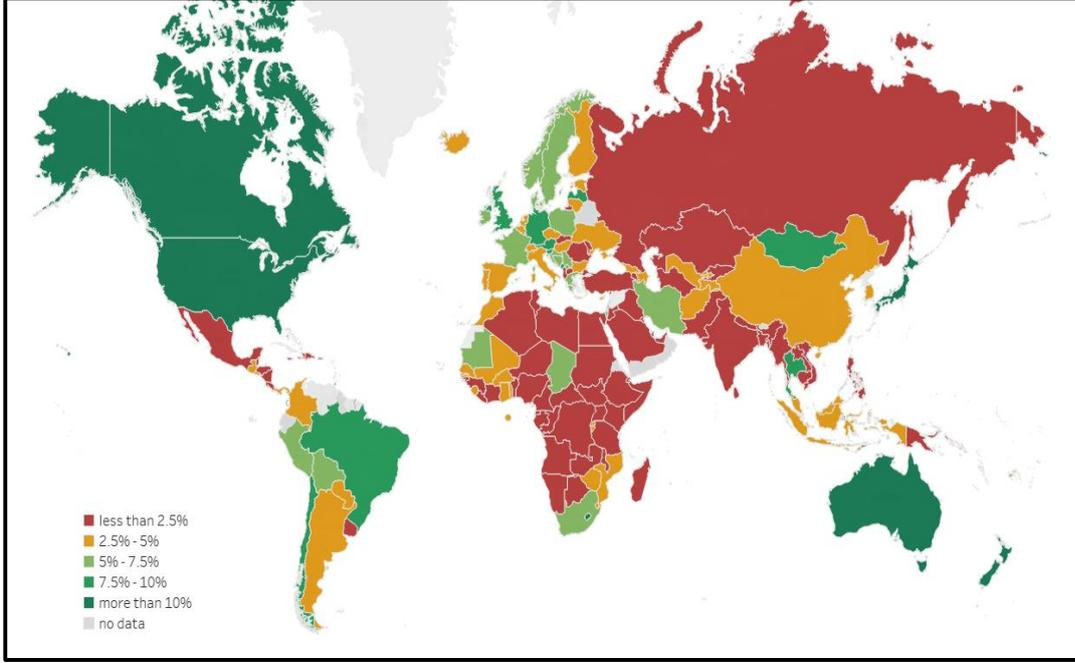 less than 2.5%
2.5% - 5%
5% - 7.5%
7.5% - 10%
more than 10%
no data